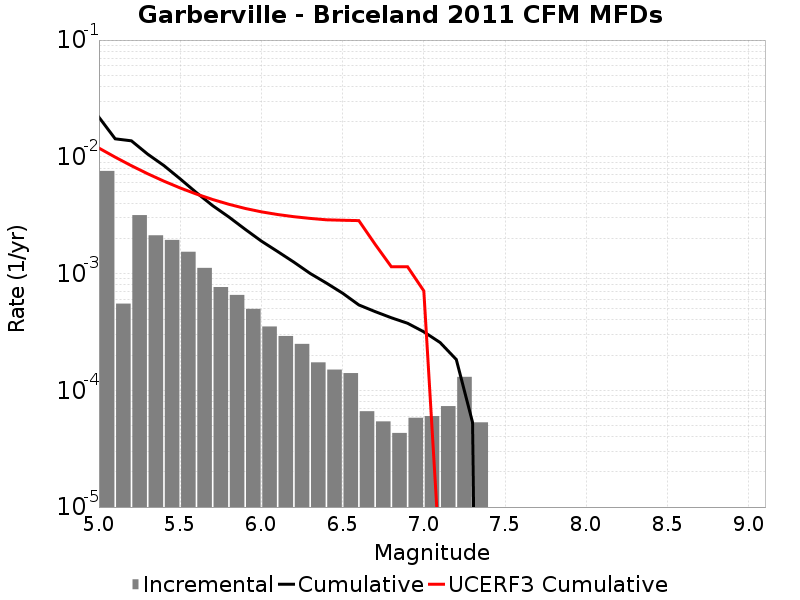 Garberville - Briceland 2011 CFM MFDs
10-1
10-2
10-3
10-4
10-5
Rate (1/yr)
5.0 5.5 6.0 6.5 7.0 7.5 8.0 8.5 9.0
Magnitude
Incremental Cumulative UCERF3 Cumulative